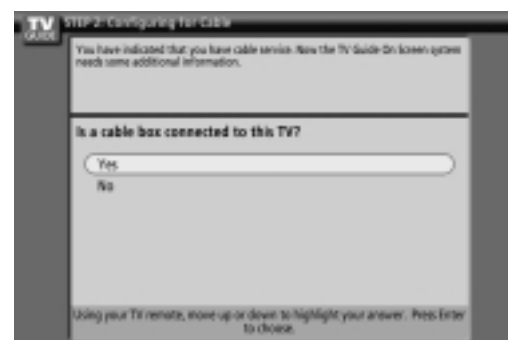 TV
GUIDE
STEP 2: Configuring for Cable
You have indicated that you have cable service. Now the TV Guide On Screen system
needs some additional information.
Is a cable box connected to this TV?
Yes
No
Using your TV remote, move up or down to highlight your answer. Press Enter
to choose.